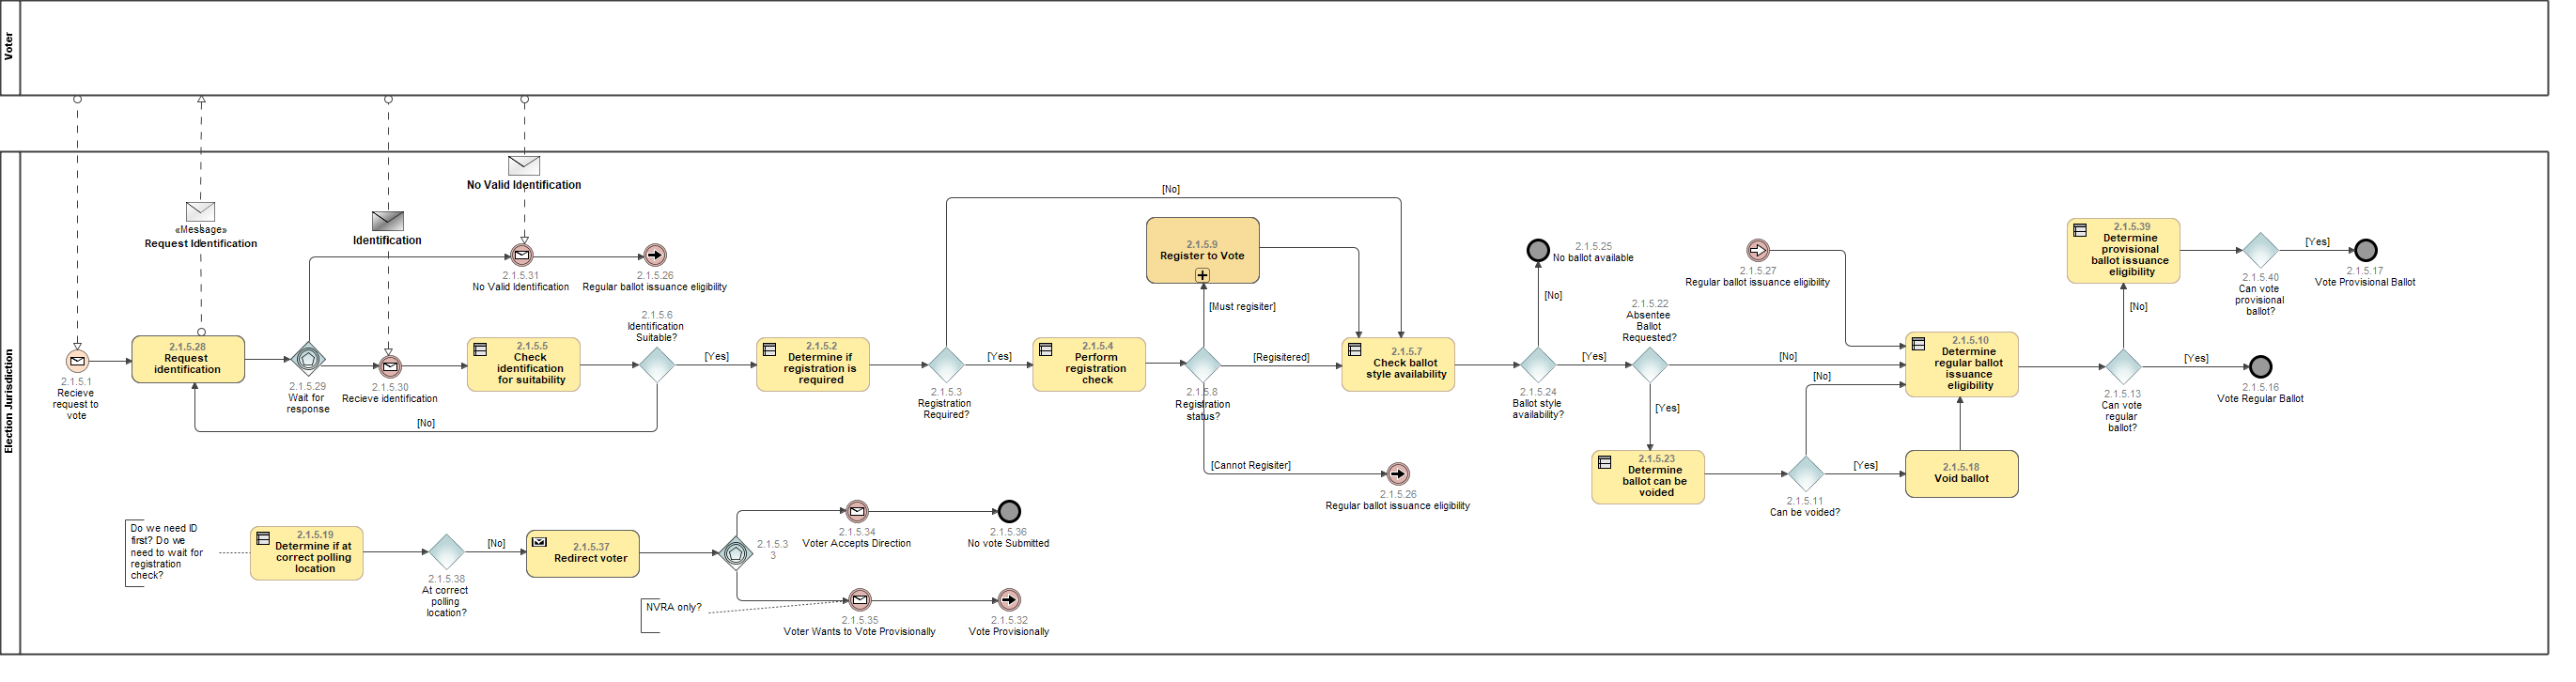 Voter
Election Jurisdiction
No Valid Identification
«Message»
Request Identification
Identification
2.1.5.1
Recieve
request to
vote
2.1.5.28
Request
identification
2.1.5.29
Wait for
response
2.1.5.31
No Valid Identification
2.1.5.26
Regular ballot issuance eligibility
2.1.5.30
Recieve identification
2.1.5.5
Check
identification
for suitability
2.1.5.6
Identification
Suitable?
[Yes]
[No]
2.1.5.2
Determine if
registration is
required
2.1.5.3
Registration
Required?
[No]
[Yes]
2.1.5.4
Perform
registration
check
2.1.5.9
Register to Vote
[Must regisiter]
2.1.5.8
Registration
status?
[Regisitered]
[Cannot Regisiter]
2.1.5.26
Regular ballot issuance eligibility
2.1.5.7
Check ballot
style availability
2.1.5.25
No ballot available
[No]
2.1.5.24
Ballot style
availability?
[Yes]
2.1.5.22
Absentee
Ballot
Requested?
[No]
[Yes]
2.1.5.27
Regular ballot issuance eligibility
2.1.5.23
Determine
ballot can be
voided
2.1.5.11
Can be voided?
[No]
[Yes]
2.1.5.18
Void ballot
2.1.5.10
Determine
regular ballot
issuance
eligibility
2.1.5.13
Can vote
regular
ballot?
[No]
[Yes]
2.1.5.16
Vote Regular Ballot
2.1.5.39
Determine
provisional
ballot issuance
eligibility
2.1.5.40
Can vote
provisional
ballot?
[Yes]
2.1.5.17
Vote Provisional Ballot
Do we need ID
first? Do we
need to wait for
registration
check?
2.1.5.19
Determine if at
correct polling
location
2.1.5.38
At correct
polling
location?
[No]
2.1.5.37
Redirect voter
2.1.5.3
3
2.1.5.34
Voter Accepts Direction
2.1.5.36
No vote Submitted
NVRA only?
2.1.5.35
Voter Wants to Vote Provisionally
2.1.5.32
Vote Provisionally